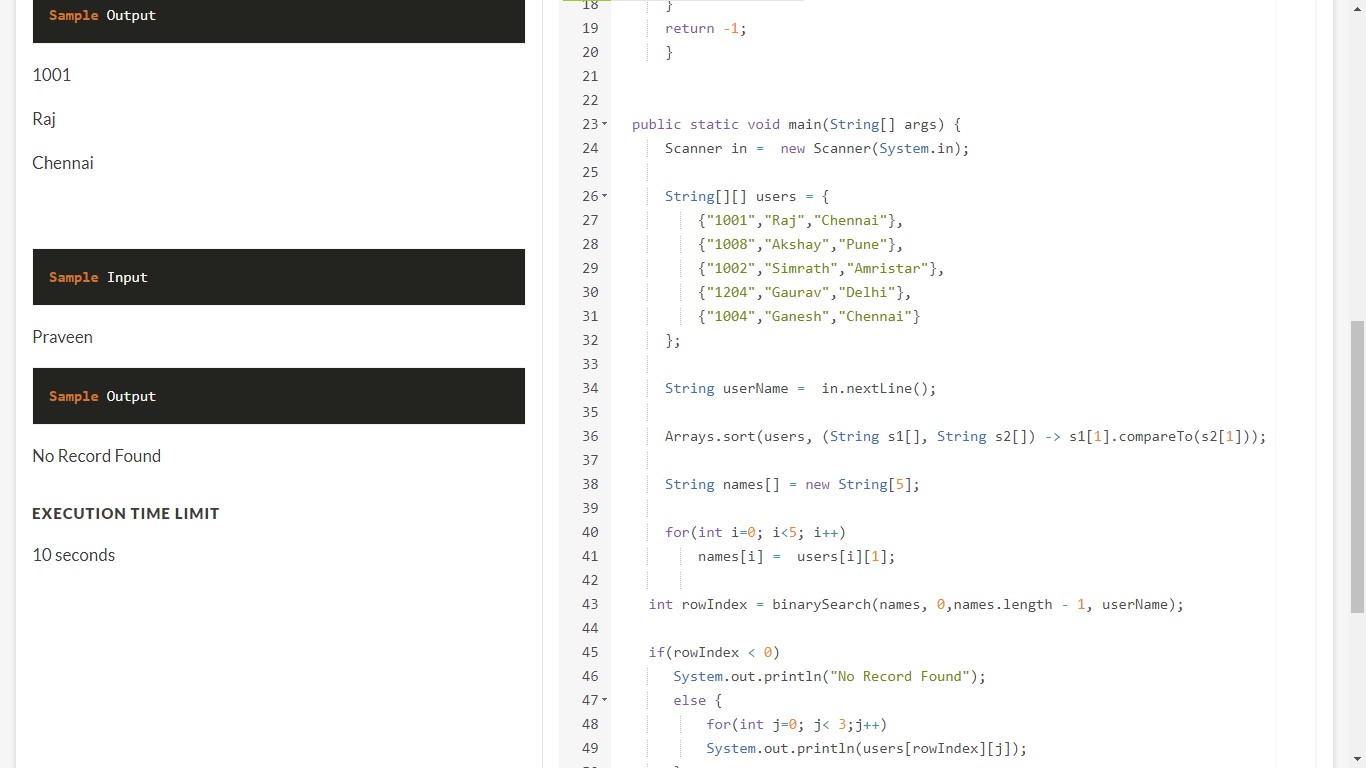 Sample Output
1001
Raj
Chennai
Sample Input
Praveen
Sample Output
No Record Found
EXECUTION TIME LIMIT
10 seconds
18 }
19 return -1;
20 }
21
22
23 public static void main(String[] args) {
24 Scanner in =  new Scanner(System.in);
25
26 String[][] users = {
27 {"1001","Raj","Chennai"},
28 {"1008","Akshay","Pune"},
29 {"1002","Simrath","Amristar"},
30 {"1204","Gaurav","Delhi"},
31 {"1004","Ganesh","Chennai"}
32 };
33
34 String userName =  in.nextLine();
35
36 Arrays.sort(users, (String s1[], String s2[]) -> s1[1].compareTo(s2[1]));
37
38 String names[] = new String[5];
39
40 for(int i=0; i<5; i++)
41 names[i] =  users[i][1];
42
43 int rowIndex = binarySearch(names, 0,names.length - 1, userName);
44
45 if(rowIndex < 0)
46 System.out.println("No Record Found");
47 else {
48 for(int j=0; j< 3;j++)
49 System.out.println(users[rowIndex][j]);